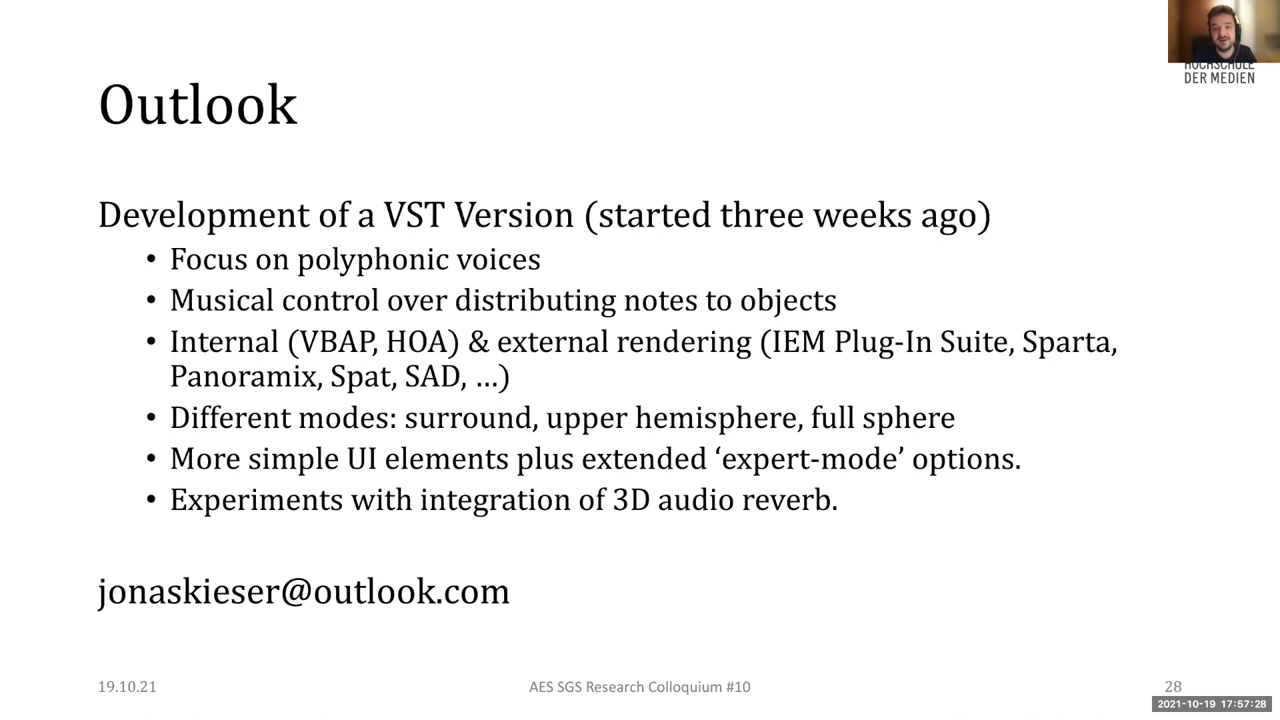 HOCHSCHULE
DER MEDIEN
Outlook
Development of a VST Version (started three weeks ago)
• Focus on polyphonic voices
• Musical control over distributing notes to objects
• Internal (VBAP, HOA) & external rendering (IEM Plug-In Suite, Sparta,
Panoramix, Spat, SAD, ...)
• Different modes: surround, upper hemisphere, full sphere
• More simple UI elements plus extended ‘expert-mode’ options.
• Experiments with integration of 3D audio reverb.
jonaskieser@outlook.com
19.10.21
AES SGS Research Colloquium #10
28
2021-10-19 17:57:28